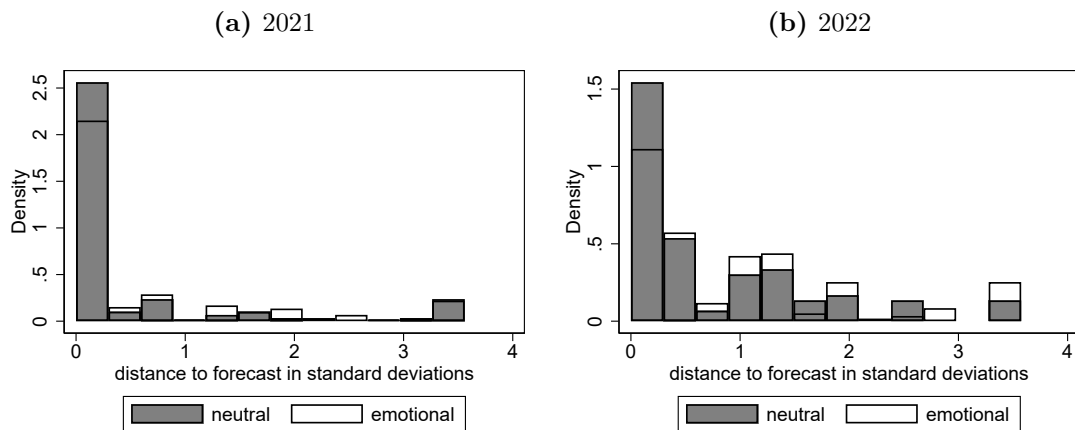 (a) 2021
(b) 2022
Density
0
.5
1
1.5
2
2.5
0 1 2 3 4
distance to forecast in standard deviations
neutral emotional
Density
0
.5
1
1.5
0 1 2 3 4
distance to forecast in standard deviations
neutral emotional